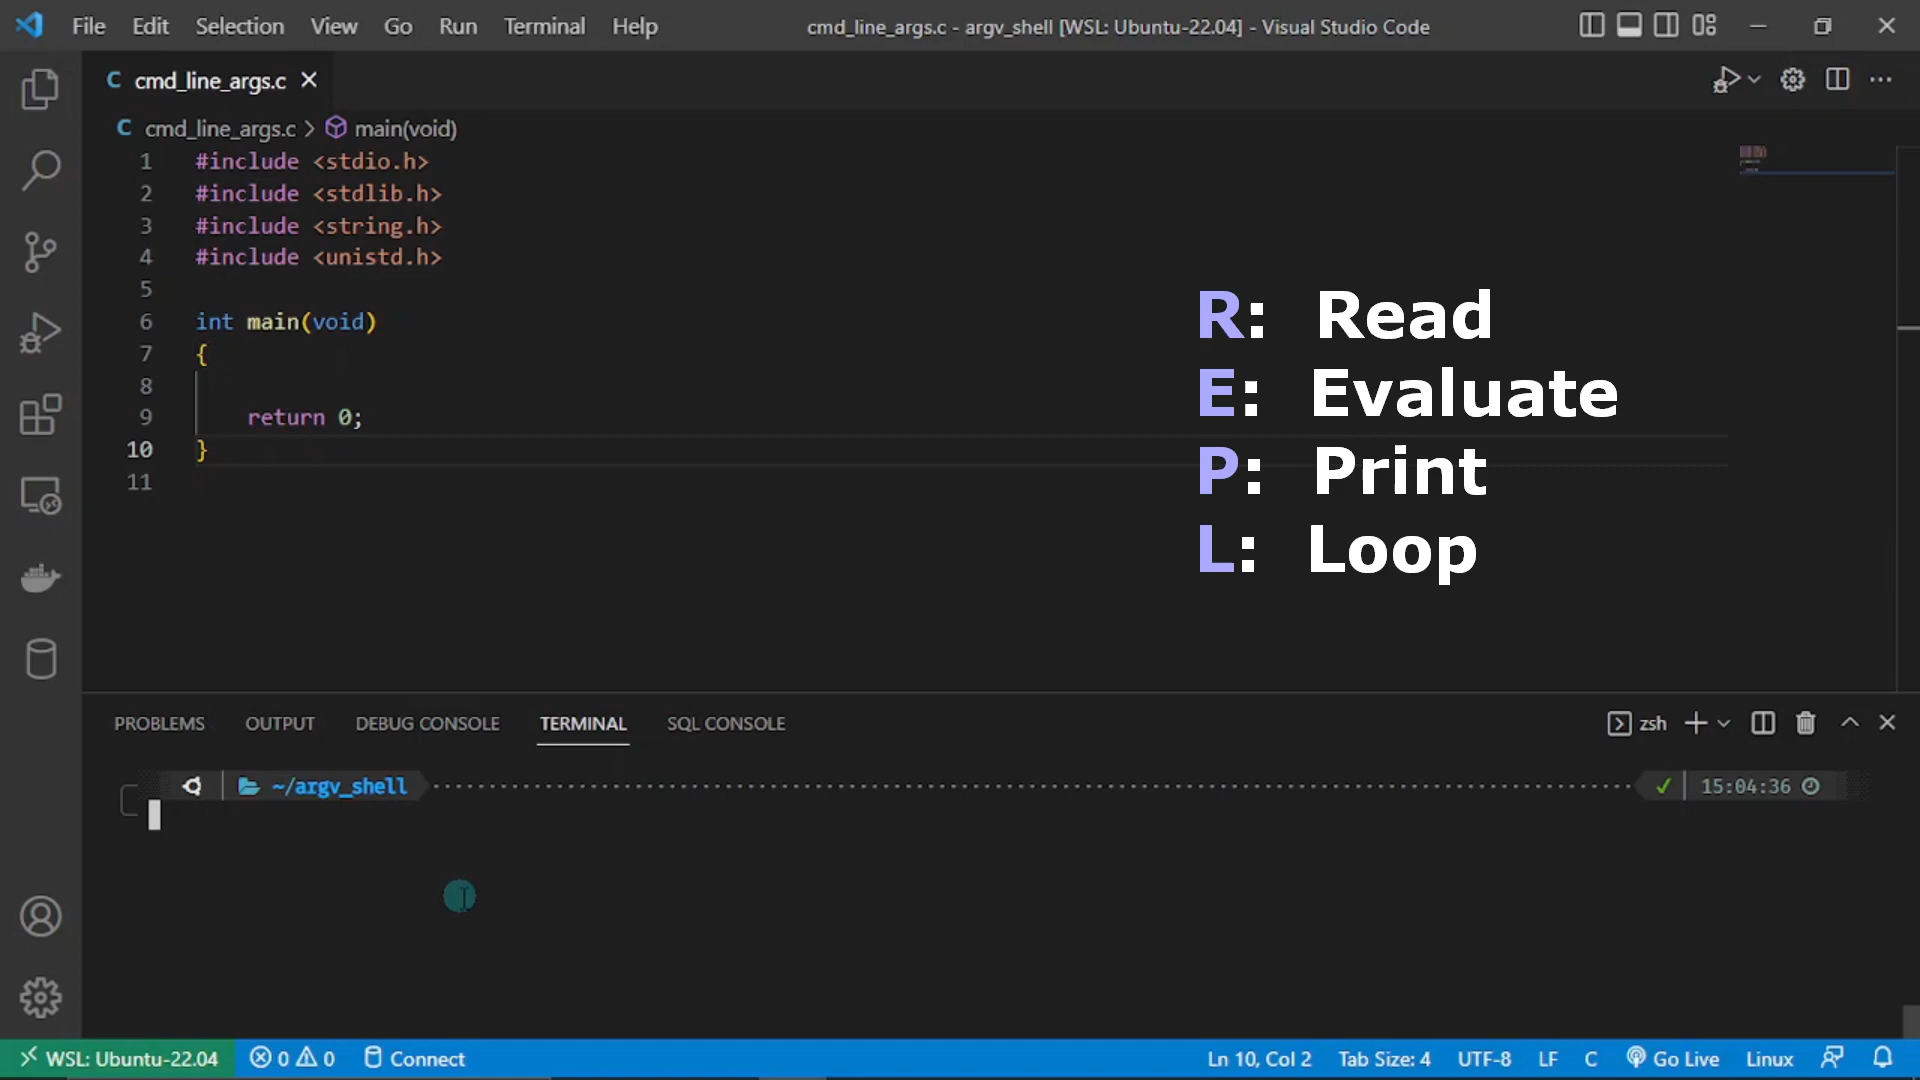 File Edit Selection View Go Run Terminal Help cmd_line_args.c - argv_shell [WSL: Ubuntu-22.04] - Visual Studio Code
C cmd_line_args.c
C cmd_line_args.c > main(void)
1 #include <stdio.h>
2 #include <stdlib.h>
3 #include <string.h>
4 #include <unistd.h>
5
6 int main(void)
7 {
8
9 return 0;
10 }
11
R: Read
E: Evaluate
P: Print
L: Loop
PROBLEMS OUTPUT DEBUG CONSOLE TERMINAL SQL CONSOLE zsh
~/argv_shell 15:04:36
WSL: Ubuntu-22.04 0 0 Connect Ln 10, Col 2 Tab Size: 4 UTF-8 LF C Go Live Linux